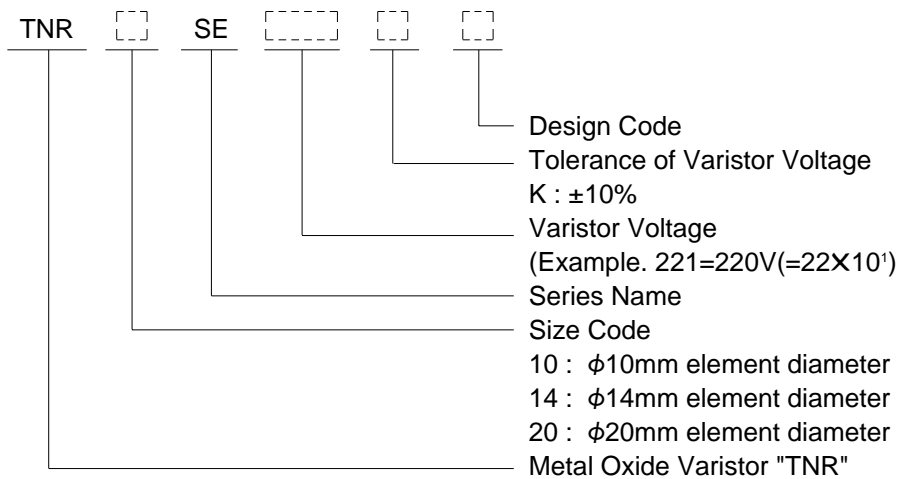 TNR SE
Design Code
Tolerance of Varistor Voltage
K : ±10%
Varistor Voltage
(Example. 221=220V(=22✕10¹)
Series Name
Size Code
10 : ϕ10mm element diameter
14 : ϕ14mm element diameter
20 : ϕ20mm element diameter
Metal Oxide Varistor "TNR"